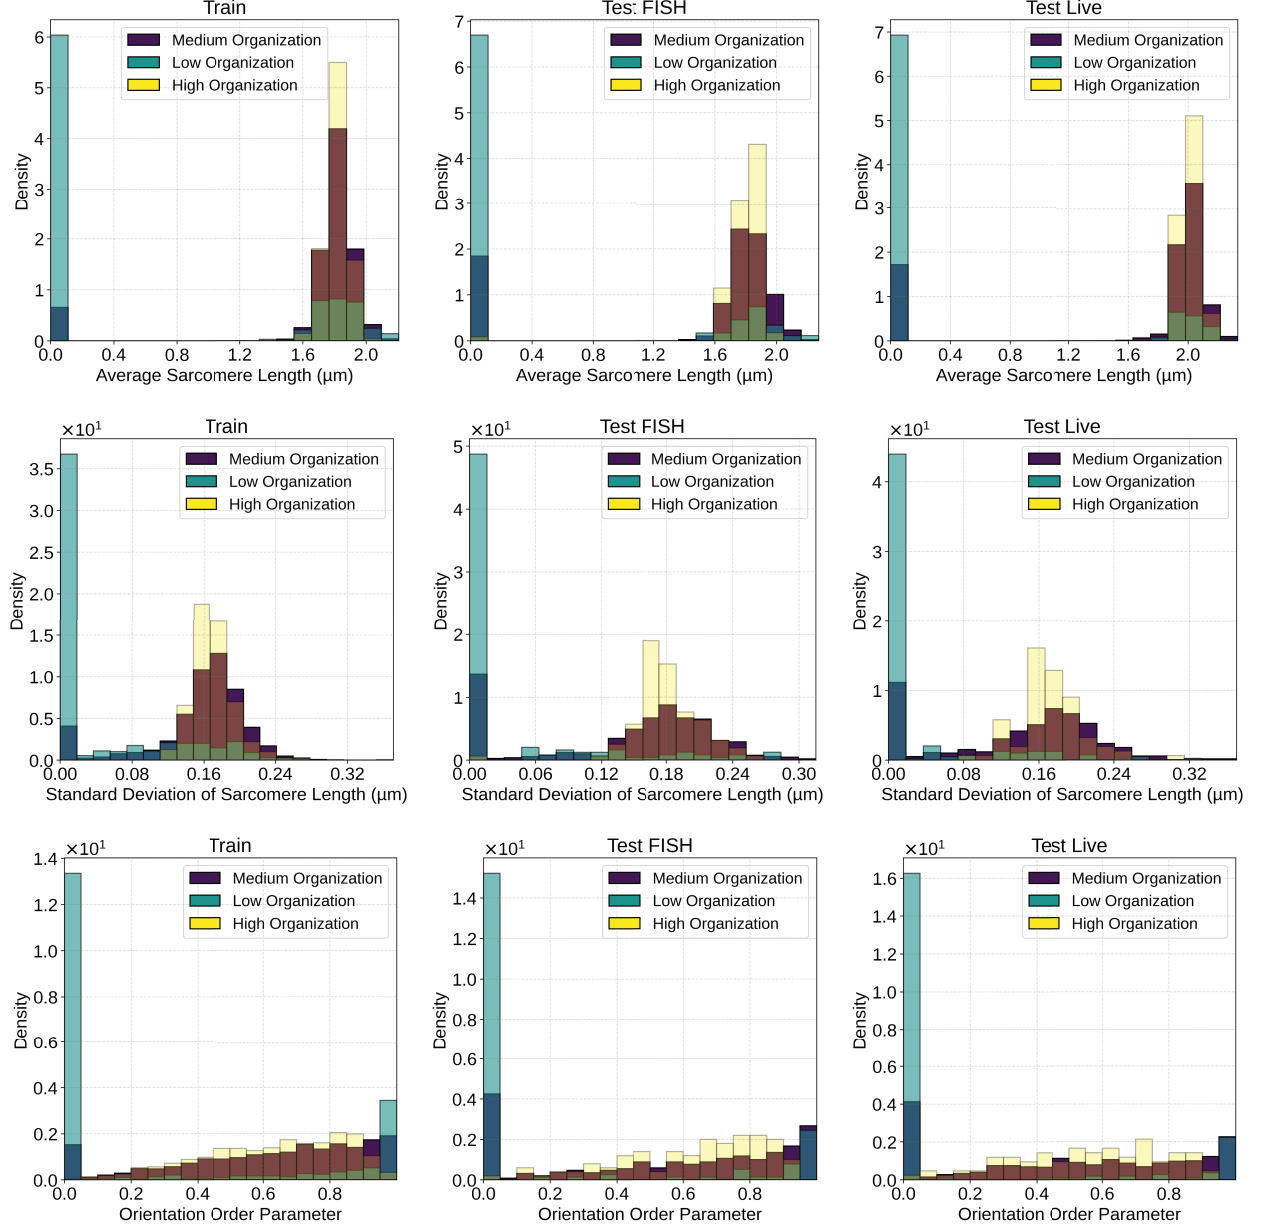 Train
Medium Organization
Low Organization
High Organization
Density
6
5
4
3
2
1
0
0.0 0.4 0.8 1.2 1.6 2.0
Average Sarcomere Length (µm)
Test FISH
Medium Organization
Low Organization
High Organization
Density
7
6
5
4
3
2
1
0
0.0 0.4 0.8 1.2 1.6 2.0
Average Sarcomere Length (µm)
Test Live
Medium Organization
Low Organization
High Organization
Density
7
6
5
4
3
2
1
0
0.0 0.4 0.8 1.2 1.6 2.0
Average Sarcomere Length (µm)
×10¹
Train
Medium Organization
Low Organization
High Organization
Density
3.5
3.0
2.5
2.0
1.5
1.0
0.5
0.0
0.00 0.08 0.16 0.24 0.32
Standard Deviation of Sarcomere Length (µm)
×10¹
Test FISH
Medium Organization
Low Organization
High Organization
Density
5
4
3
2
1
0
0.00 0.06 0.12 0.18 0.24 0.30
Standard Deviation of Sarcomere Length (µm)
×10¹
Test Live
Medium Organization
Low Organization
High Organization
Density
4
3
2
1
0
0.00 0.08 0.16 0.24 0.32
Standard Deviation of Sarcomere Length (µm)
×10¹
Train
Medium Organization
Low Organization
High Organization
Density
1.4
1.2
1.0
0.8
0.6
0.4
0.2
0.0
0.0 0.2 0.4 0.6 0.8
Orientation Order Parameter
×10¹
Test FISH
Medium Organization
Low Organization
High Organization
Density
1.4
1.2
1.0
0.8
0.6
0.4
0.2
0.0
0.0 0.2 0.4 0.6 0.8
Orientation Order Parameter
×10¹
Test Live
Medium Organization
Low Organization
High Organization
Density
1.6
1.4
1.2
1.0
0.8
0.6
0.4
0.2
0.0
0.0 0.2 0.4 0.6 0.8
Orientation Order Parameter